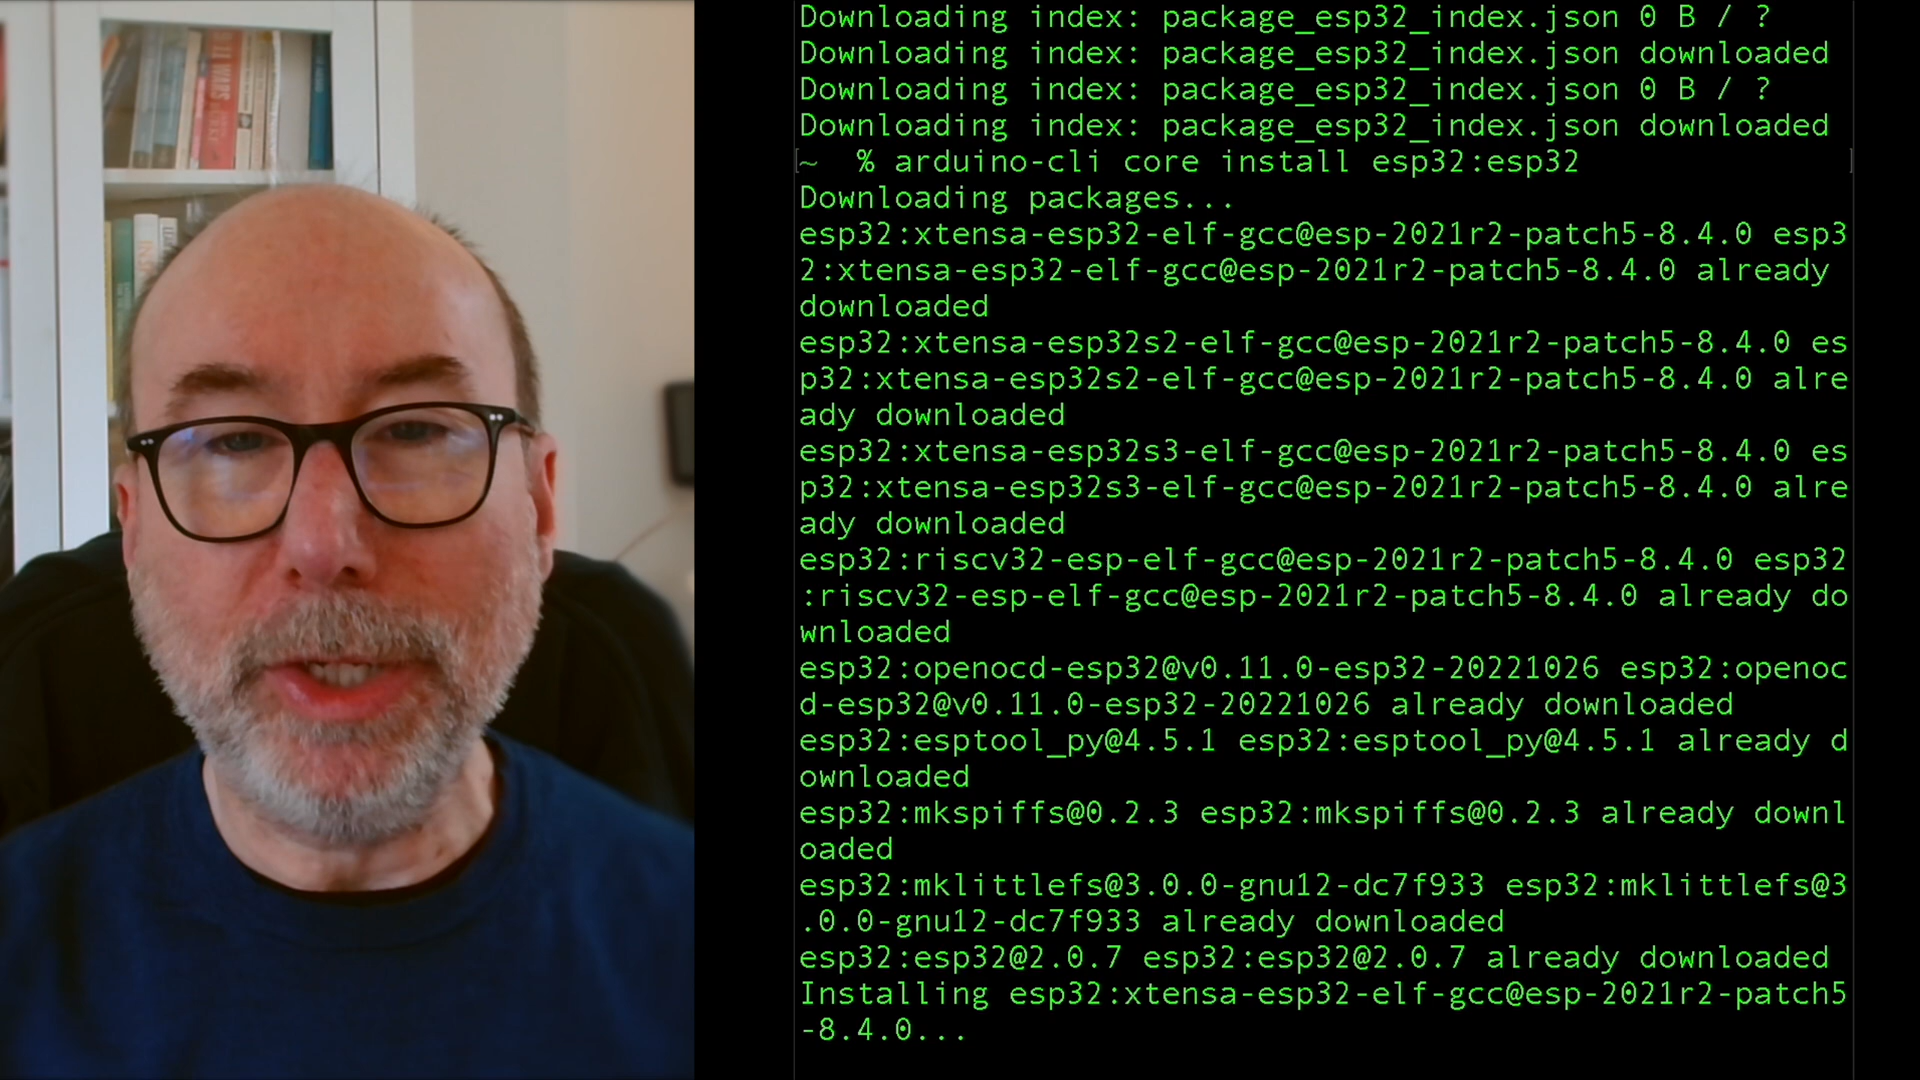 Downloading index: package_esp32_index.json 0 B / ?
Downloading index: package_esp32_index.json downloaded
Downloading index: package_esp32_index.json 0 B / ?
Downloading index: package_esp32_index.json downloaded
[~  % arduino-cli core install esp32:esp32 ]
Downloading packages...
esp32:xtensa-esp32-elf-gcc@esp-2021r2-patch5-8.4.0 esp3
2:xtensa-esp32-elf-gcc@esp-2021r2-patch5-8.4.0 already
downloaded
esp32:xtensa-esp32s2-elf-gcc@esp-2021r2-patch5-8.4.0 es
p32:xtensa-esp32s2-elf-gcc@esp-2021r2-patch5-8.4.0 alre
ady downloaded
esp32:xtensa-esp32s3-elf-gcc@esp-2021r2-patch5-8.4.0 es
p32:xtensa-esp32s3-elf-gcc@esp-2021r2-patch5-8.4.0 alre
ady downloaded
esp32:riscv32-esp-elf-gcc@esp-2021r2-patch5-8.4.0 esp32
:riscv32-esp-elf-gcc@esp-2021r2-patch5-8.4.0 already do
wnloaded
esp32:openocd-esp32@v0.11.0-esp32-20221026 esp32:openoc
d-esp32@v0.11.0-esp32-20221026 already downloaded
esp32:esptool_py@4.5.1 esp32:esptool_py@4.5.1 already d
ownloaded
esp32:mkspiffs@0.2.3 esp32:mkspiffs@0.2.3 already downl
oaded
esp32:mklittlefs@3.0.0-gnu12-dc7f933 esp32:mklittlefs@3
.0.0-gnu12-dc7f933 already downloaded
esp32:esp32@2.0.7 esp32:esp32@2.0.7 already downloaded
Installing esp32:xtensa-esp32-elf-gcc@esp-2021r2-patch5
-8.4.0...